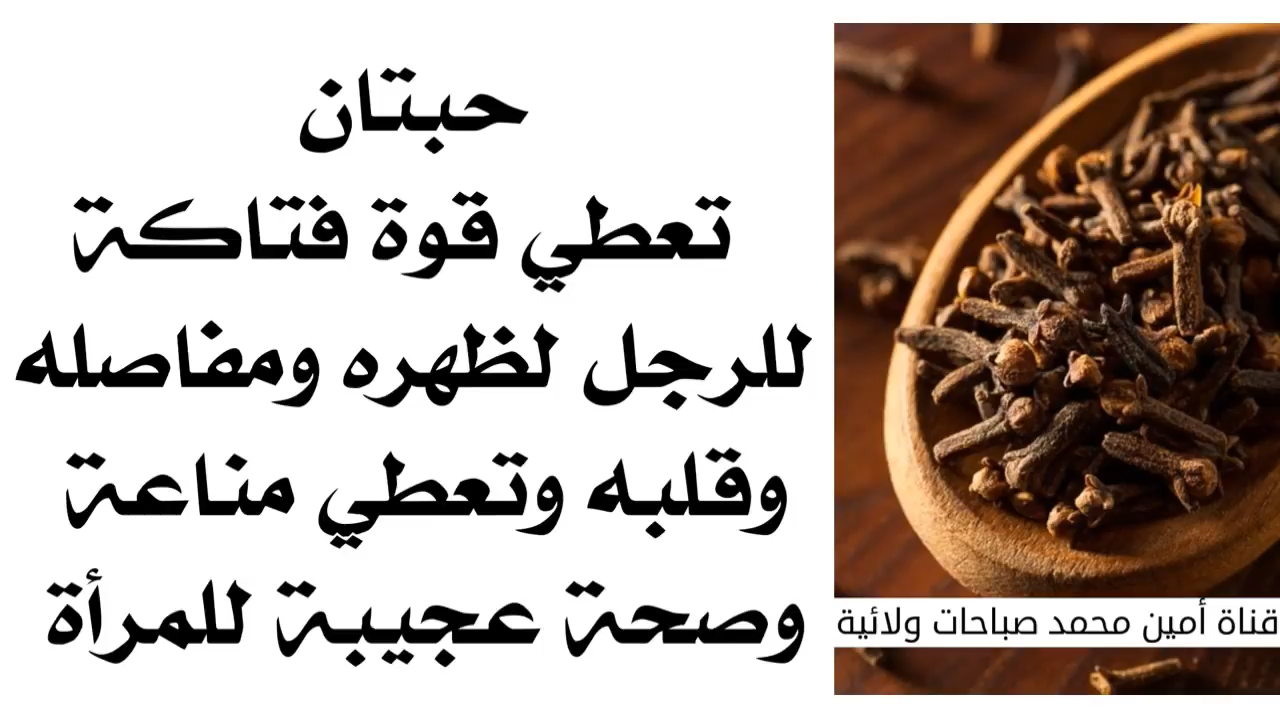 حبتان
تعطي قوة فتاكة
للرجل لظهره ومفاصله
وقلبه وتعطي مناعة
وصحة عجيبة للمرأة
قناة أمين محمد صباحات ولائية